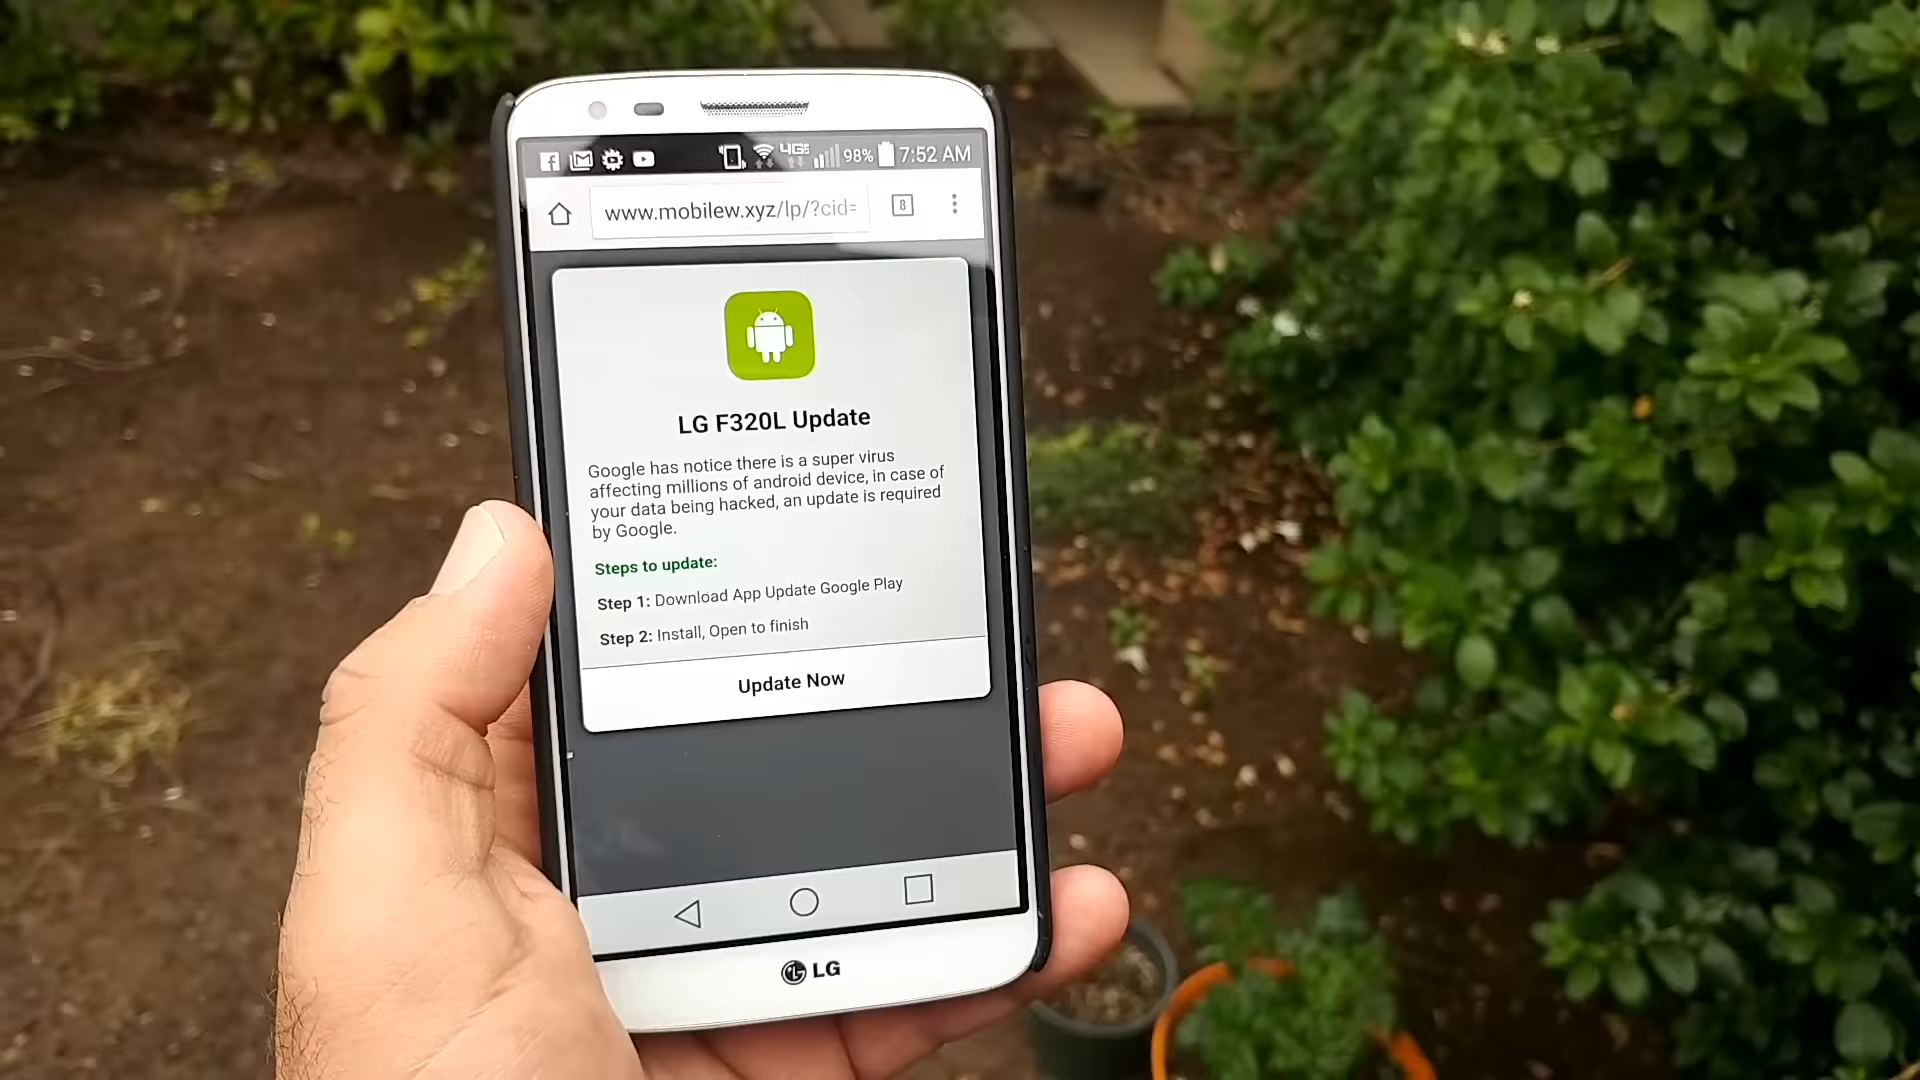 4G 98% 7:52 AM
www.mobilew.xyz/lp/?cid=
8
LG F320L Update
Google has notice there is a super virus
affecting millions of android device, in case of
your data being hacked, an update is required
by Google.
Steps to update:
Step 1: Download App Update Google Play
Step 2: Install, Open to finish
Update Now
LG